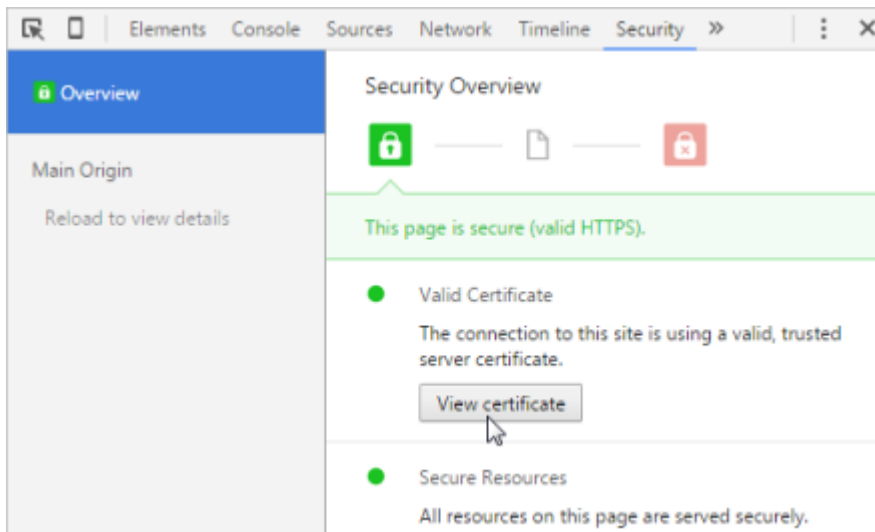 Elements Console Sources Network Timeline Security »
Overview
Main Origin
Reload to view details
Security Overview
This page is secure (valid HTTPS).
Valid Certificate
The connection to this site is using a valid, trusted
server certificate.
View certificate
Secure Resources
All resources on this page are served securely.